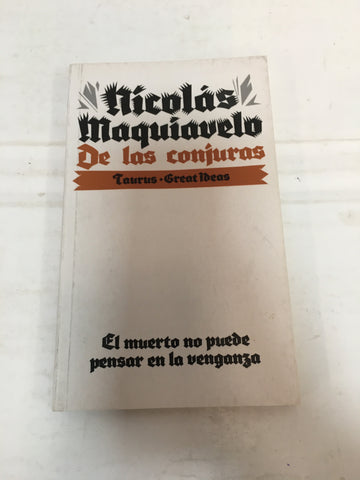 Nicolás
Maquiavelo
De las conjuras
Taurus · Great Ideas
El muerto no puede
pensar en la venganza